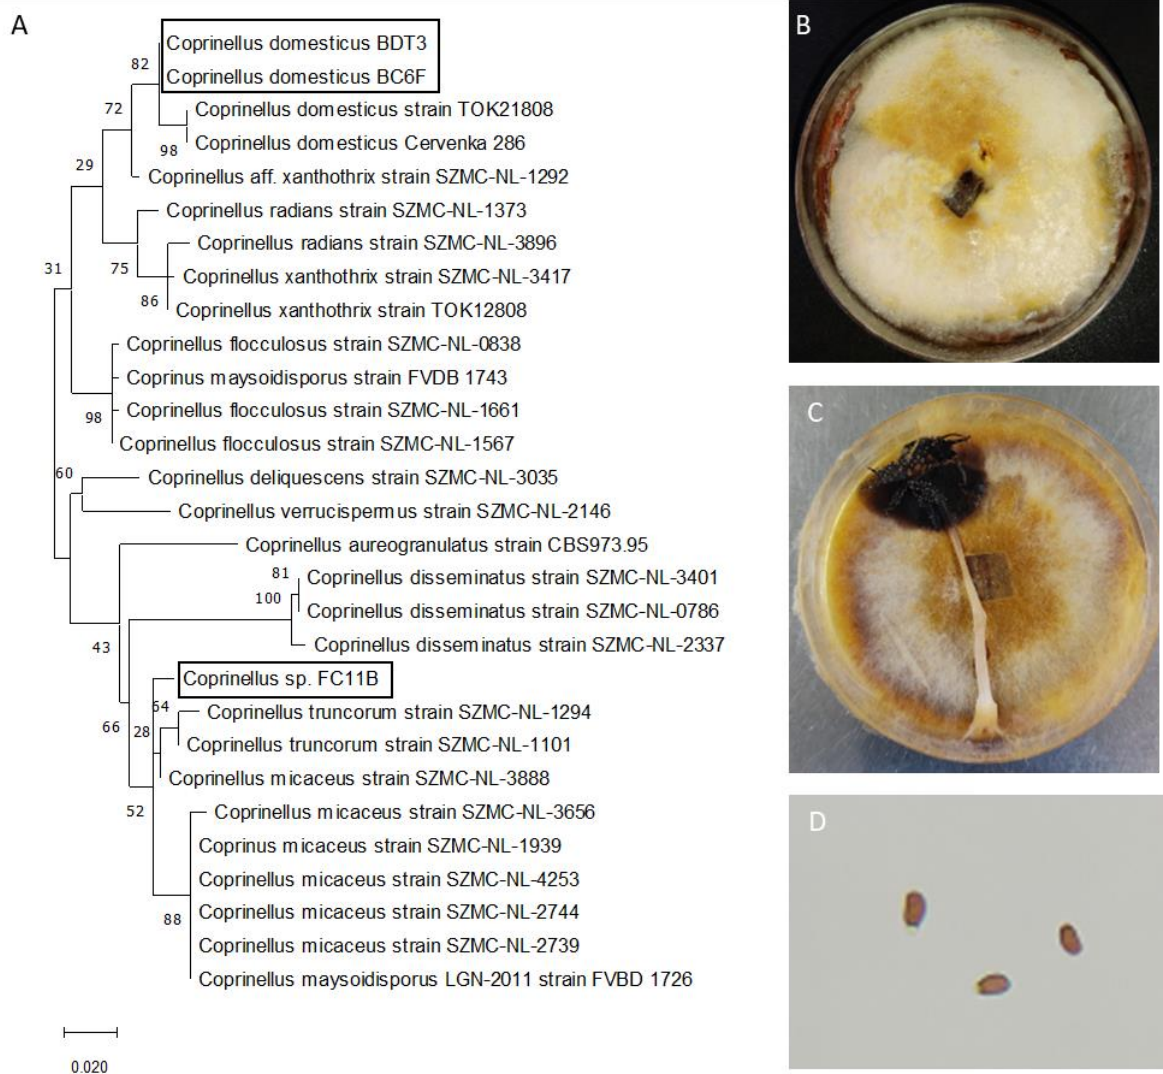 A
Coprinellus domesticus BDT3
82
Coprinellus domesticus BC6F
72
Coprinellus domesticus strain TOK21808
Coprinellus domesticus Cervenka 286
98
29
Coprinellus aff. xanthothrix strain SZMC-NL-1292
Coprinellus radians strain SZMC-NL-1373
Coprinellus radians strain SZMC-NL-3896
75
31
Coprinellus xanthothrix strain SZMC-NL-3417
86
Coprinellus xanthothrix strain TOK12808
Coprinellus flocculosus strain SZMC-NL-0838
Coprinus maysoidisporus strain FVDB 1743
Coprinellus flocculosus strain SZMC-NL-1661
98
Coprinellus flocculosus strain SZMC-NL-1567
60
Coprinellus deliquescens strain SZMC-NL-3035
Coprinellus verrucispermus strain SZMC-NL-2146
Coprinellus aureogranulatus strain CBS973.95
81
Coprinellus disseminatus strain SZMC-NL-3401
100
Coprinellus disseminatus strain SZMC-NL-0786
Coprinellus disseminatus strain SZMC-NL-2337
43
Coprinellus sp. FC11B
64
Coprinellus truncorum strain SZMC-NL-1294
66
28
Coprinellus truncorum strain SZMC-NL-1101
Coprinellus micaceus strain SZMC-NL-3888
52
Coprinellus micaceus strain SZMC-NL-3656
Coprinus micaceus strain SZMC-NL-1939
Coprinellus micaceus strain SZMC-NL-4253
Coprinellus micaceus strain SZMC-NL-2744
88
Coprinellus micaceus strain SZMC-NL-2739
Coprinellus maysoidisporus LGN-2011 strain FVBD 1726
0.020
B
C
D